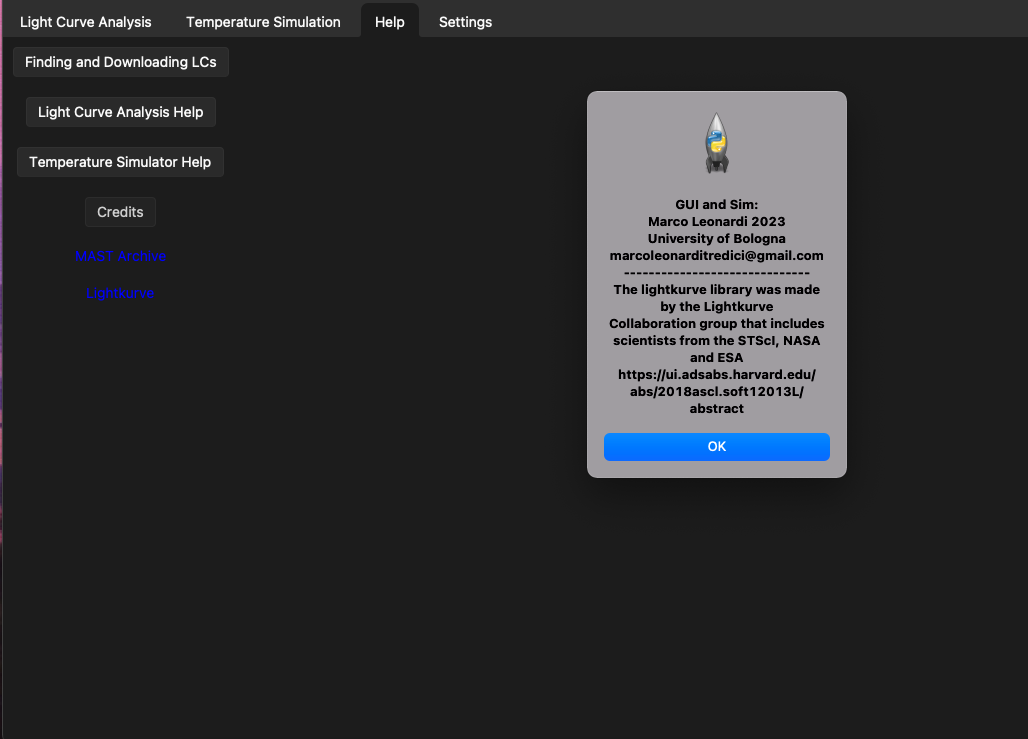 Light Curve Analysis
Temperature Simulation
Help
Settings
Finding and Downloading LCs
Light Curve Analysis Help
Temperature Simulator Help
Credits
MAST Archive
Lightkurve
GUI and Sim:
Marco Leonardi 2023
University of Bologna
marcoleonarditredici@gmail.com
------------------------------
The lightkurve library was made
by the Lightkurve
Collaboration group that includes
scientists from the STScI, NASA
and ESA
https://ui.adsabs.harvard.edu/
abs/2018ascl.soft12013L/
abstract
OK